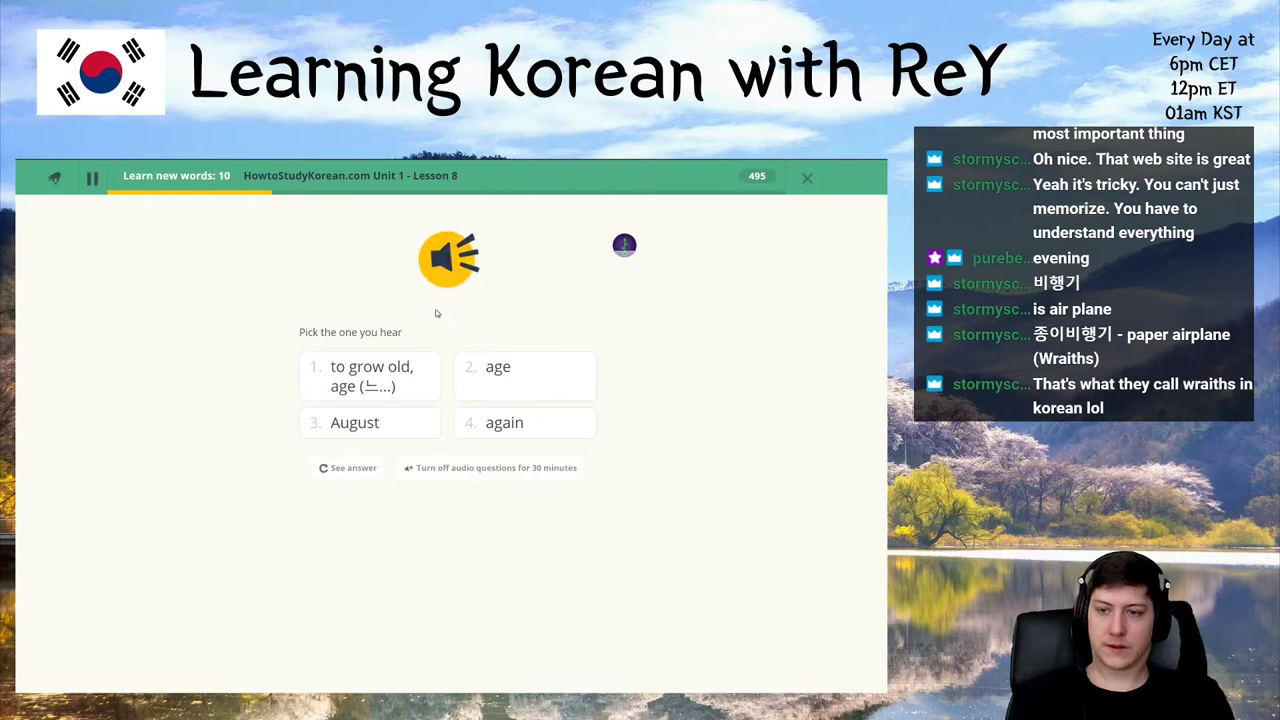 Learning Korean with ReY
Every Day at
6pm CET
12pm ET
01am KST
Learn new words: 10
HowtoStudyKorean.com Unit 1 - Lesson 8
495
Pick the one you hear
1. to grow old,
age (느...)
2. age
3. August
4. again
See answer
Turn off audio questions for 30 minutes
most important thing
stormysc... Oh nice. That web site is great
stormysc... Yeah it's tricky. You can't just
memorize. You have to
understand everything
purebe... evening
stormysc... 비행기
stormysc... is air plane
stormysc... 종이비행기 - paper airplane
(Wraiths)
stormysc... That's what they call wraiths in
korean lol